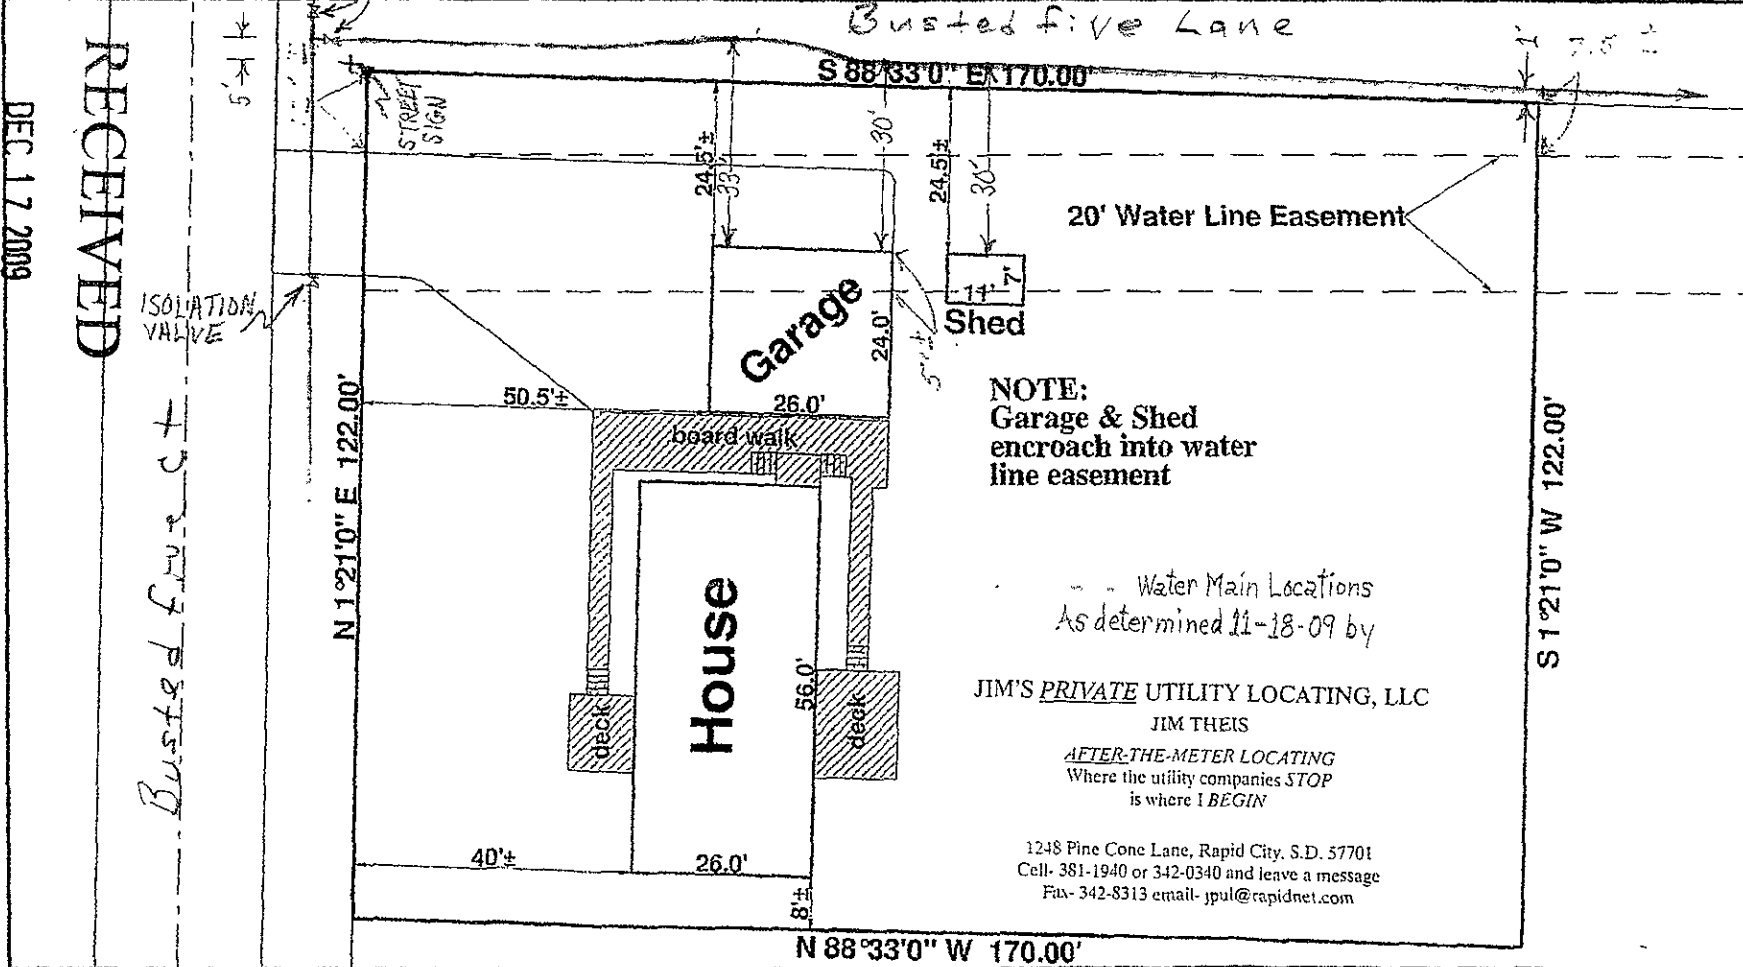 Busted Five Lane
S 88°33'0" E 170.00'
1'
7.5'±
5'
STREET
SIGN
24.5'±
33'
30'
24.5'±
30'
20' Water Line Easement
RECEIVED
DEC 17 2009
ISOLATION
VALVE
Garage
24.0'
26.0'
5'±
11'
7'
Shed
50.5'±
board walk
NOTE:
Garage & Shed
encroach into water
line easement
N 1°21'0" E 122.00'
S 1°21'0" W 122.00'
Busted five ct
House
56.0'
deck
deck
Water Main Locations
As determined 11-18-09 by
JIM'S PRIVATE UTILITY LOCATING, LLC
JIM THEIS
AFTER-THE-METER LOCATING
Where the utility companies STOP
is where I BEGIN
1248 Pine Cone Lane, Rapid City, S.D. 57701
Cell- 381-1940 or 342-0340 and leave a message
Fax- 342-8313 email- jpul@rapidnet.com
40'±
26.0'
8'±
N 88°33'0" W 170.00'